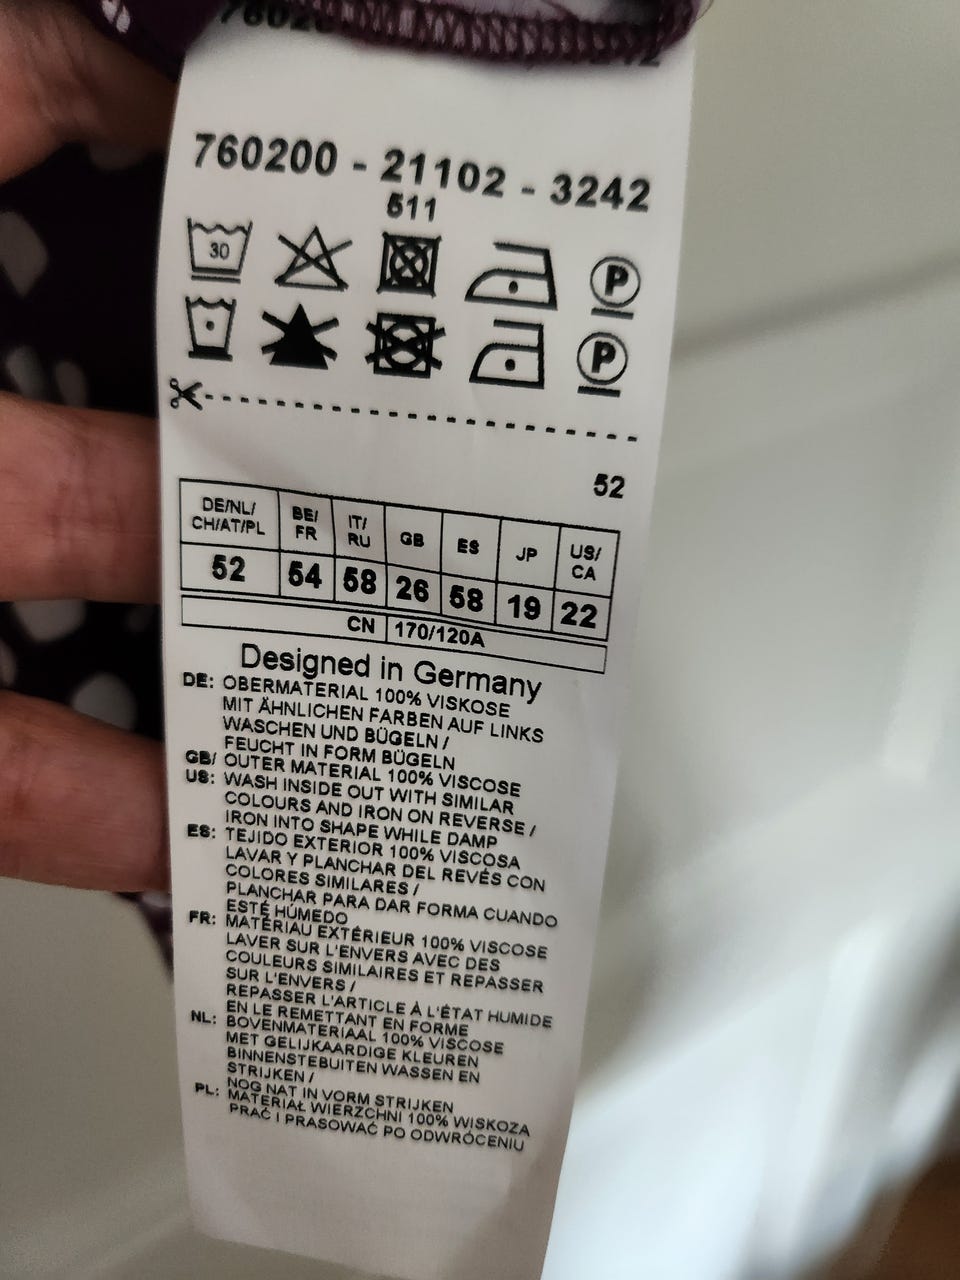 760200 - 21102 - 3242
511
30
P
P
52
DE/NL/ CH/AT/PL BE/ FR IT/ RU GB ES JP US/ CA
52 54 58 26 58 19 22
CN 170/120A
Designed in Germany
DE: OBERMATERIAL 100% VISKOSE
MIT ÄHNLICHEN FARBEN AUF LINKS
WASCHEN UND BÜGELN /
FEUCHT IN FORM BÜGELN
GB/ OUTER MATERIAL 100% VISCOSE
US: WASH INSIDE OUT WITH SIMILAR
COLOURS AND IRON ON REVERSE /
IRON INTO SHAPE WHILE DAMP
ES: TEJIDO EXTERIOR 100% VISCOSA
LAVAR Y PLANCHAR DEL REVÉS CON
COLORES SIMILARES /
PLANCHAR PARA DAR FORMA CUANDO
ESTÉ HÚMEDO
FR: MATÉRIAU EXTÉRIEUR 100% VISCOSE
LAVER SUR L'ENVERS AVEC DES
COULEURS SIMILAIRES ET REPASSER
SUR L'ENVERS /
REPASSER L'ARTICLE À L'ÉTAT HUMIDE
EN LE REMETTANT EN FORME
NL: BOVENMATERIAAL 100% VISCOSE
MET GELIJKAARDIGE KLEUREN
BINNENSTEBUITEN WASSEN EN
STRIJKEN /
NOG NAT IN VORM STRIJKEN
PL: MATERIAŁ WIERZCHNI 100% WISKOZA
PRAĆ I PRASOWAĆ PO ODWRÓCENIU